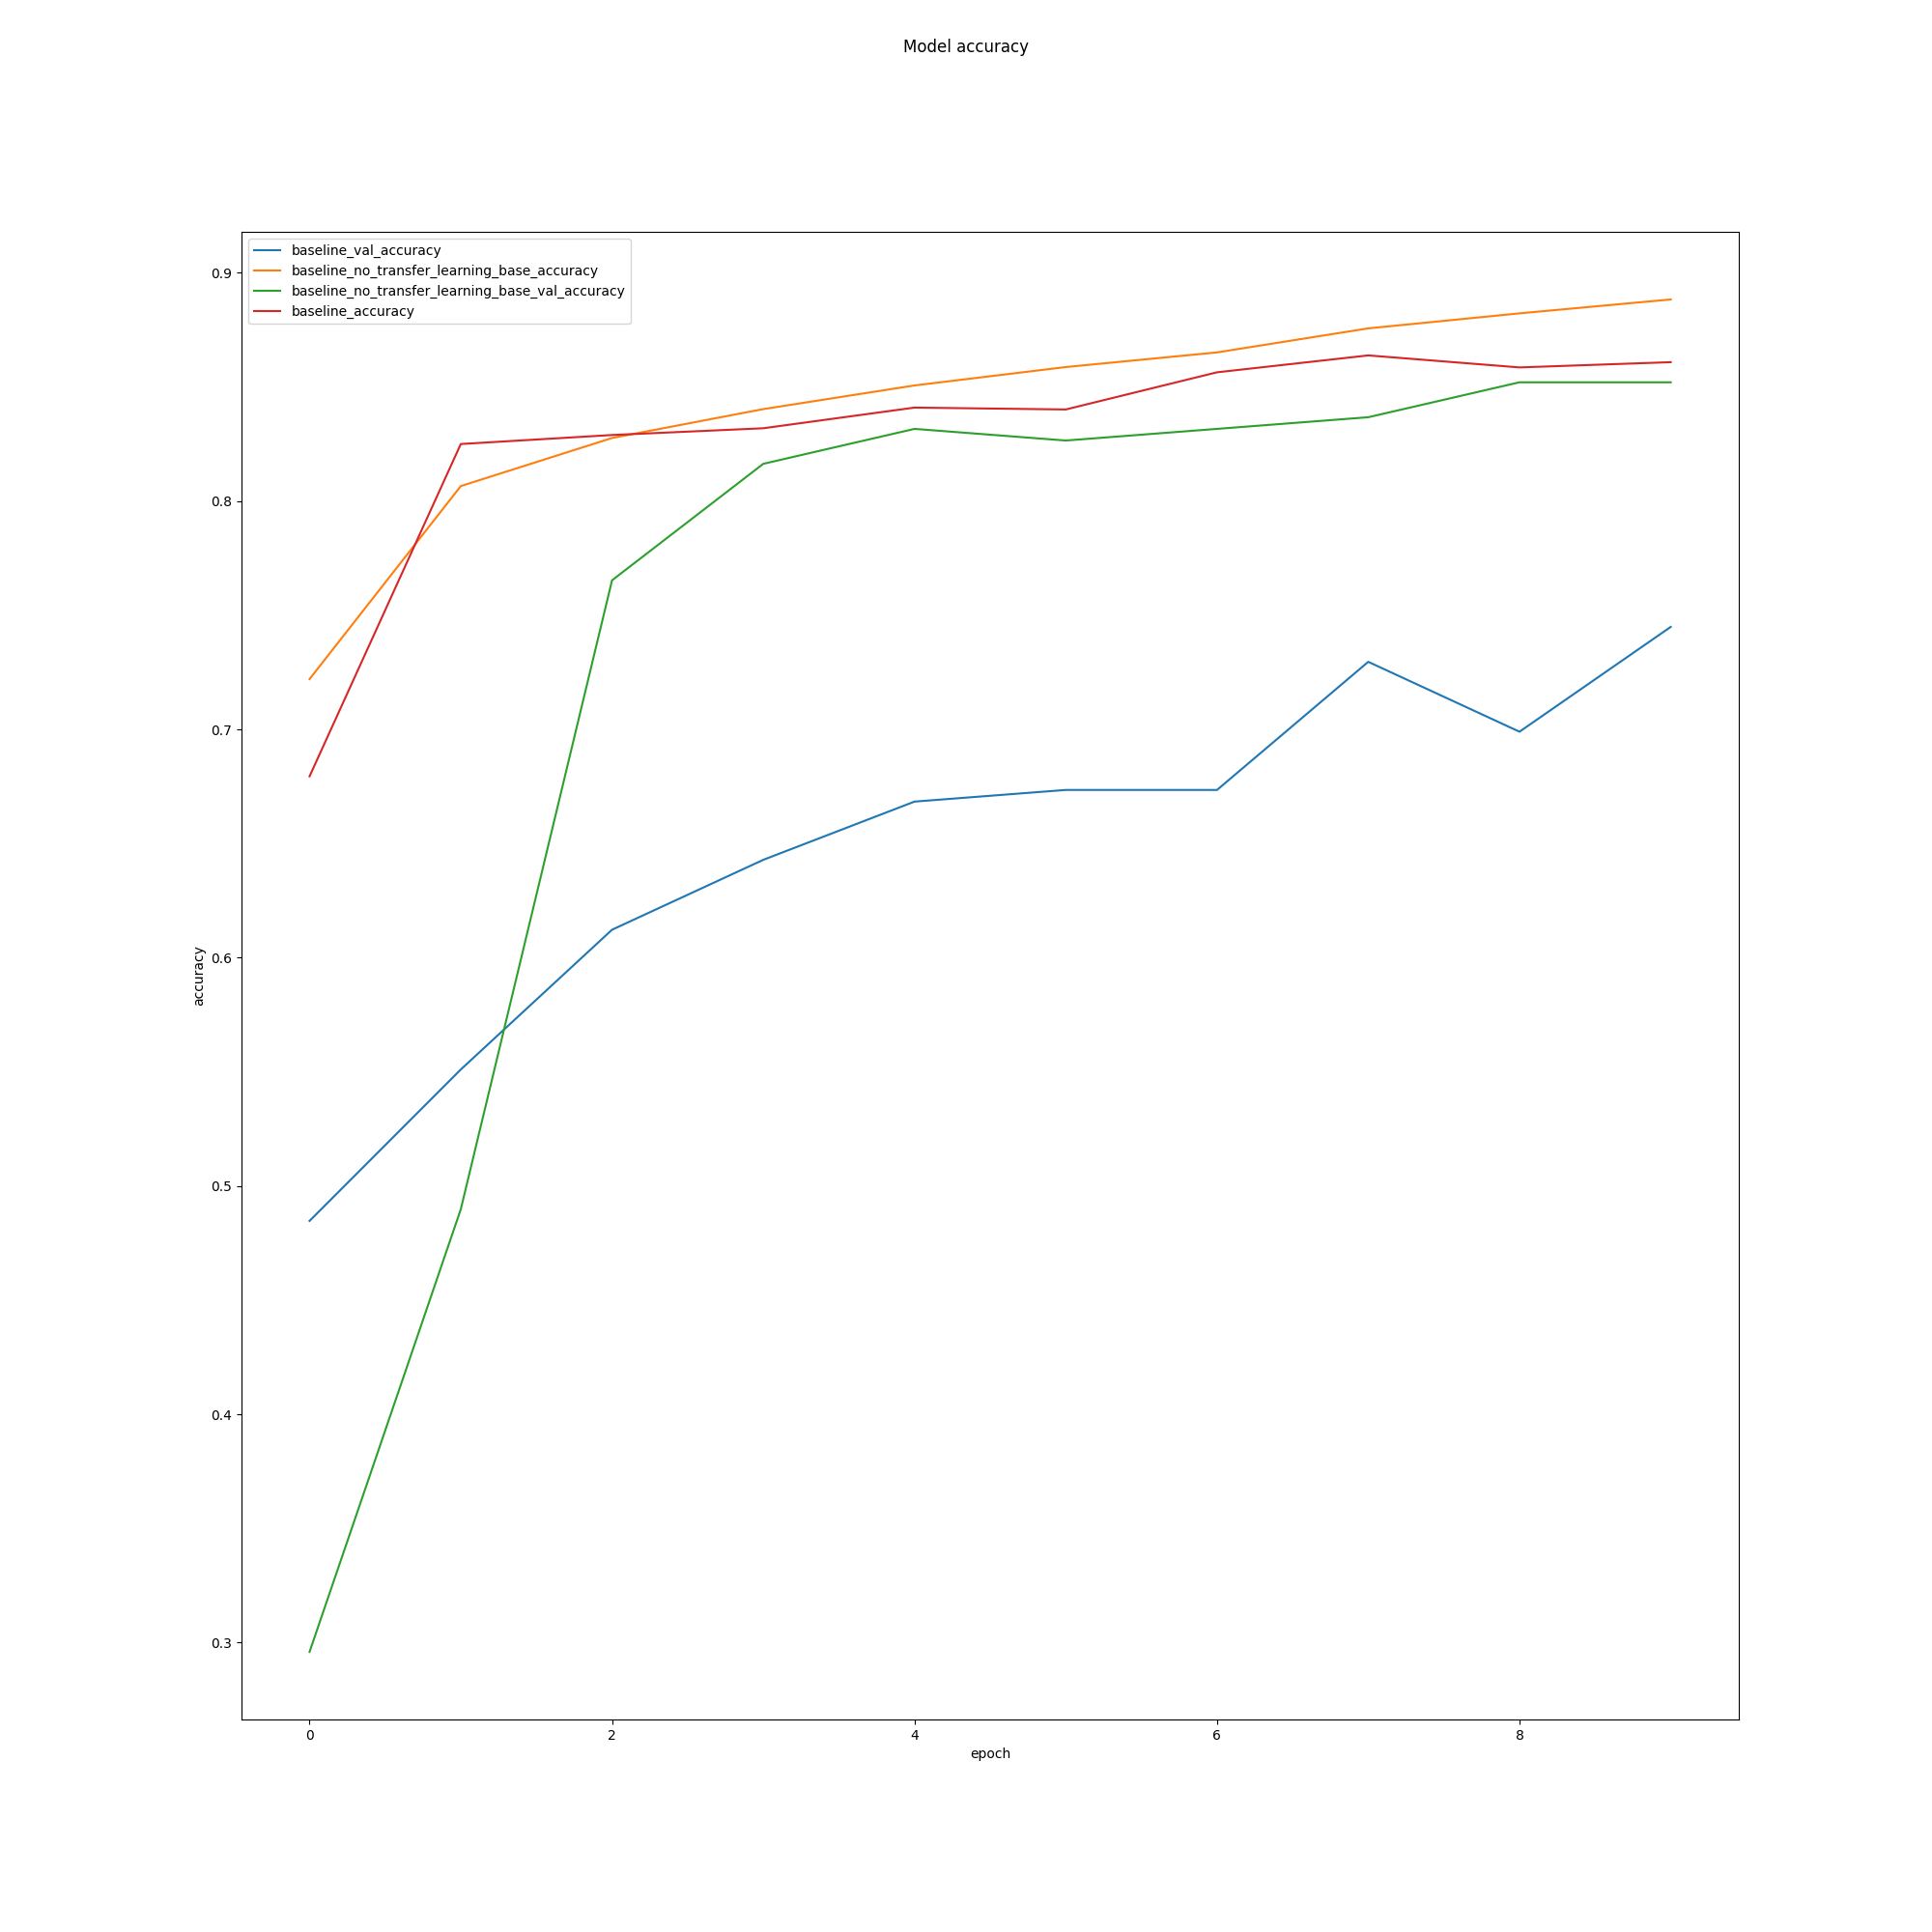 Model accuracy
baseline_val_accuracy
baseline_no_transfer_learning_base_accuracy
baseline_no_transfer_learning_base_val_accuracy
baseline_accuracy
0.9
0.8
0.7
0.6
0.5
0.4
0.3
accuracy
0 2 4 6 8
epoch